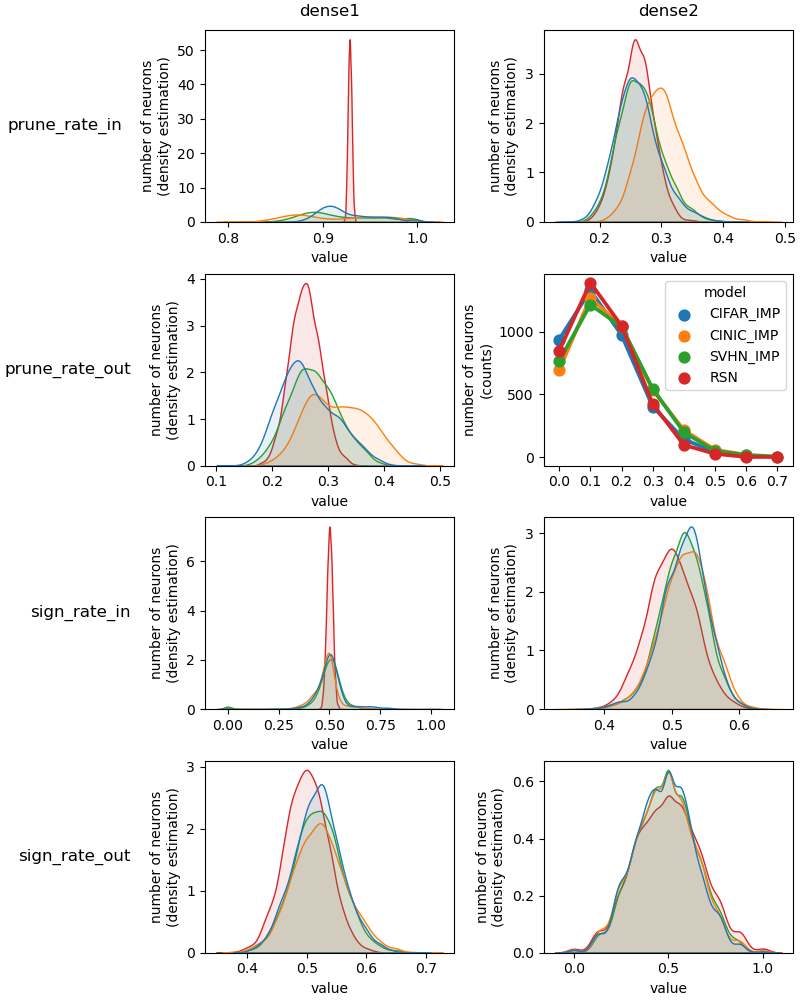 dense1
dense2
prune_rate_in
number of neurons
(density estimation)
50
40
30
20
10
0
0.8
0.9
1.0
value
number of neurons
(density estimation)
3
2
1
0
0.2
0.3
0.4
0.5
value
prune_rate_out
number of neurons
(density estimation)
4
3
2
1
0
0.1
0.2
0.3
0.4
0.5
value
number of neurons
(counts)
1000
500
0
0.0
0.1
0.2
0.3
0.4
0.5
0.6
0.7
value
model
CIFAR_IMP
CINIC_IMP
SVHN_IMP
RSN
sign_rate_in
number of neurons
(density estimation)
6
4
2
0
0.00
0.25
0.50
0.75
1.00
value
number of neurons
(density estimation)
3
2
1
0
0.4
0.5
0.6
value
sign_rate_out
number of neurons
(density estimation)
3
2
1
0
0.4
0.5
0.6
0.7
value
number of neurons
(density estimation)
0.6
0.4
0.2
0.0
0.0
0.5
1.0
value